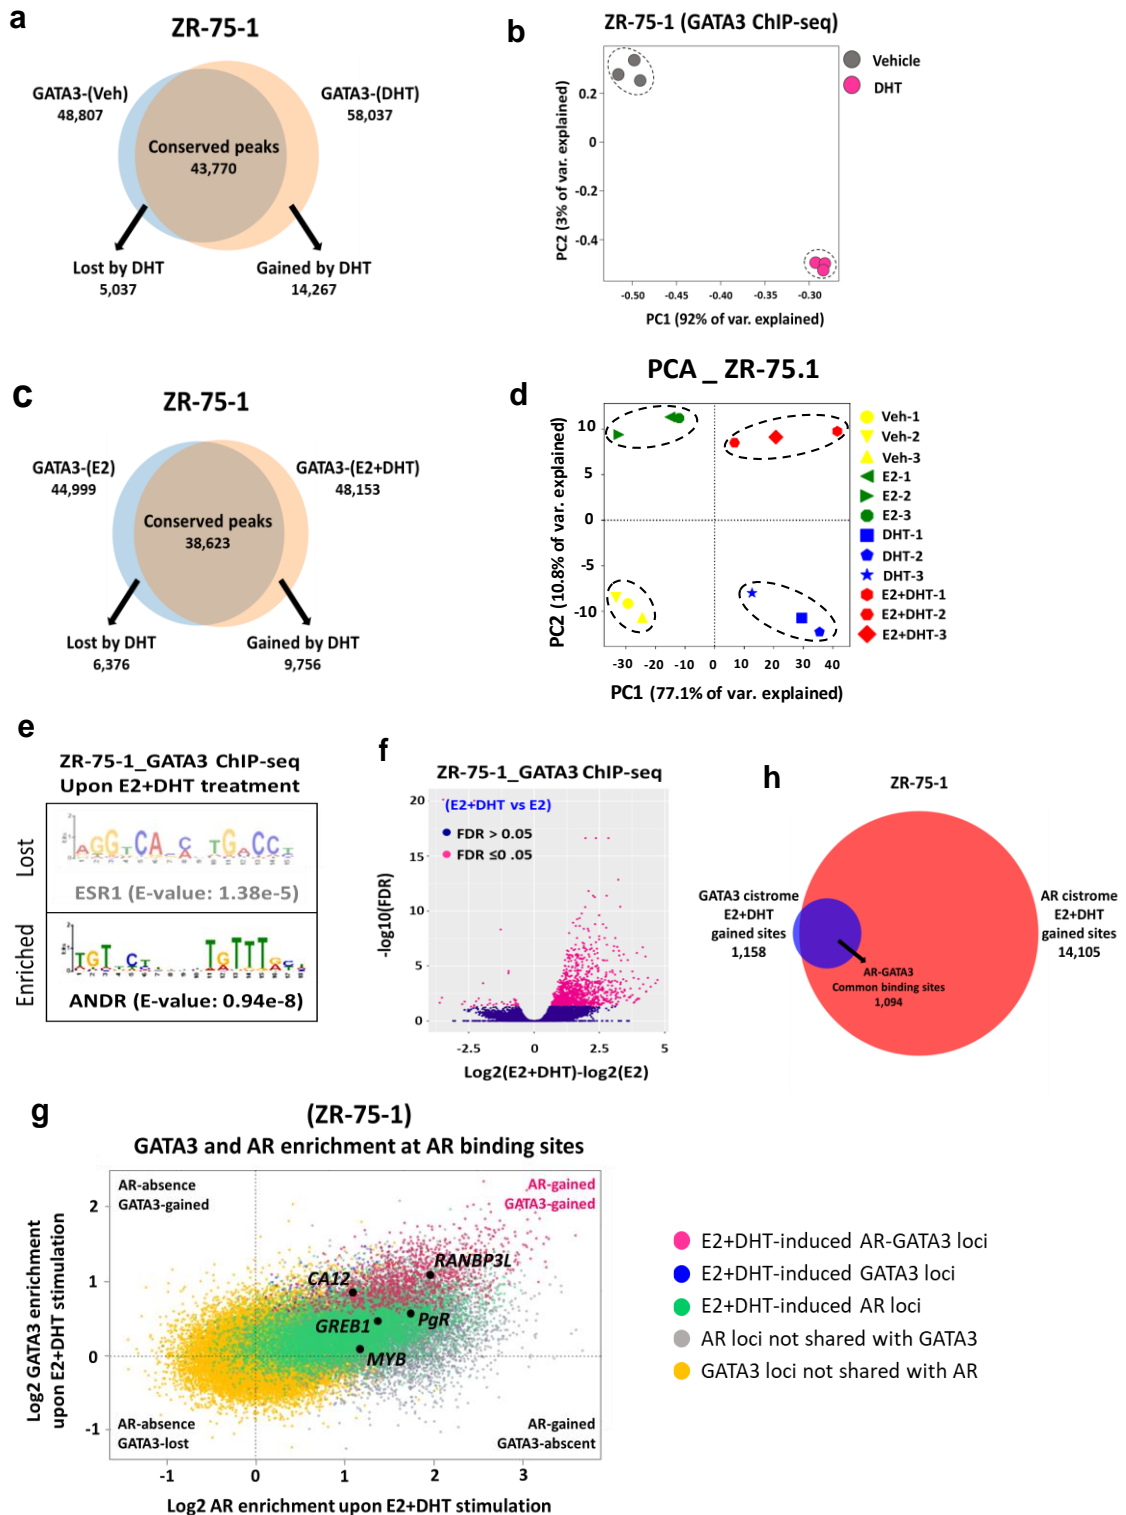 a
ZR-75-1
GATA3-(Veh)
48,807
GATA3-(DHT)
58,037
Conserved peaks
43,770
Lost by DHT
5,037
Gained by DHT
14,267
b
ZR-75-1 (GATA3 ChIP-seq)
Vehicle
DHT
0.2
0
-0.2
-0.4
PC2 (3% of var. explained)
-0.50
-0.45
-0.40
-0.35
-0.30
PC1 (92% of var. explained)
c
ZR-75-1
GATA3-(E2)
44,999
GATA3-(E2+DHT)
48,153
Conserved peaks
38,623
Lost by DHT
6,376
Gained by DHT
9,756
d
PCA _ ZR-75.1
10
5
0
-5
-10
PC2 (10.8% of var. explained)
-30
-20
-10
0
10
20
30
40
PC1 (77.1% of var. explained)
Veh-1
Veh-2
Veh-3
E2-1
E2-2
E2-3
DHT-1
DHT-2
DHT-3
E2+DHT-1
E2+DHT-2
E2+DHT-3
e
ZR-75-1_GATA3 ChIP-seq
Upon E2+DHT treatment
Lost
ESR1 (E-value: 1.38e-5)
Enriched
ANDR (E-value: 0.94e-8)
f
ZR-75-1_GATA3 ChIP-seq
(E2+DHT vs E2)
FDR > 0.05
FDR ≤0 .05
20
15
10
5
0
-log10(FDR)
-2.5
0
2.5
5
Log2(E2+DHT)-log2(E2)
h
ZR-75-1
GATA3 cistrome
E2+DHT
gained sites
1,158
AR cistrome
E2+DHT
gained sites
14,105
AR-GATA3
Common binding sites
1,094
g
(ZR-75-1)
GATA3 and AR enrichment at AR binding sites
AR-absence
GATA3-gained
AR-gained
GATA3-gained
RANBP3L
CA12
GREB1
PgR
MYB
AR-absence
GATA3-lost
AR-gained
GATA3-abscent
2
1
0
-1
Log2 GATA3 enrichment
upon E2+DHT stimulation
-1
0
1
2
3
Log2 AR enrichment upon E2+DHT stimulation
E2+DHT-induced AR-GATA3 loci
E2+DHT-induced GATA3 loci
E2+DHT-induced AR loci
AR loci not shared with GATA3
GATA3 loci not shared with AR